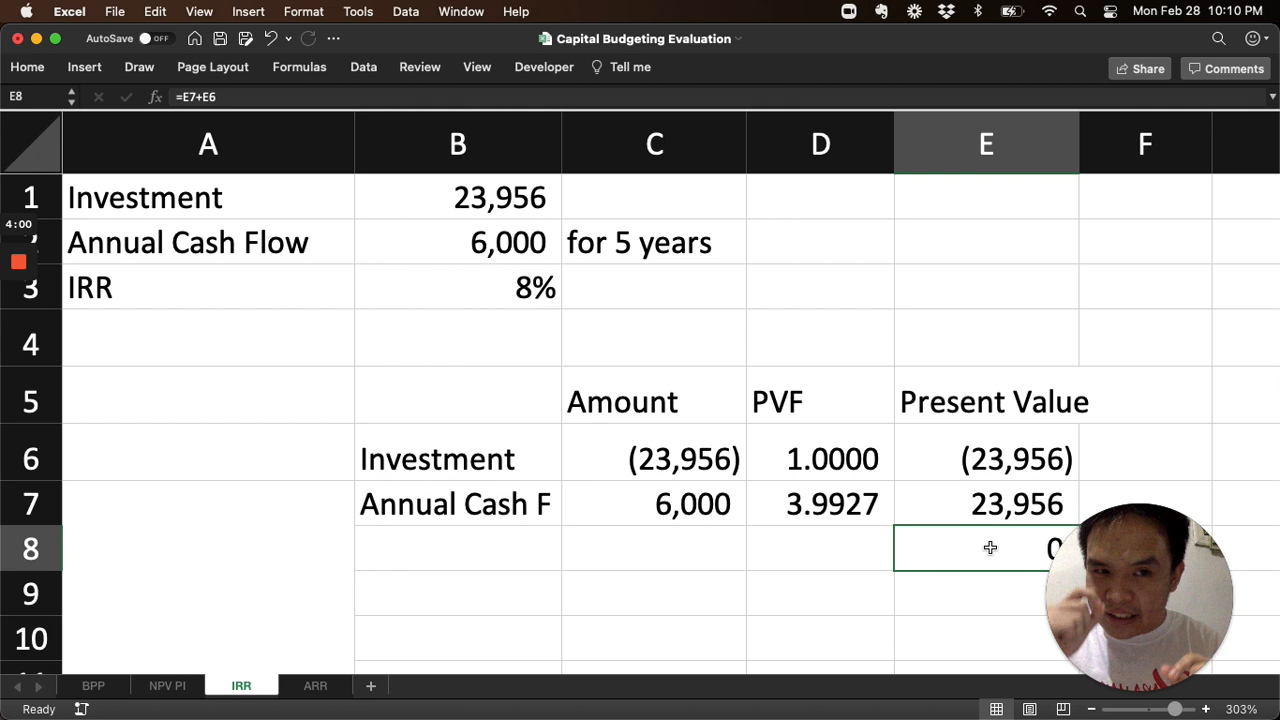 Excel File Edit View Insert Format Tools Data Window Help Mon Feb 28 10:10 PM
AutoSave OFF Capital Budgeting Evaluation
Home Insert Draw Page Layout Formulas Data Review View Developer Tell me Share Comments
E8 fx =E7+E6
A B C D E F
1 Investment 23,956
4:00
Annual Cash Flow 6,000 for 5 years
3 IRR 8%
4
5 Amount PVF Present Value
6 Investment (23,956) 1.0000 (23,956)
7 Annual Cash F 6,000 3.9927 23,956
8 0
9
10
BPP NPV PI IRR ARR
Ready 303%